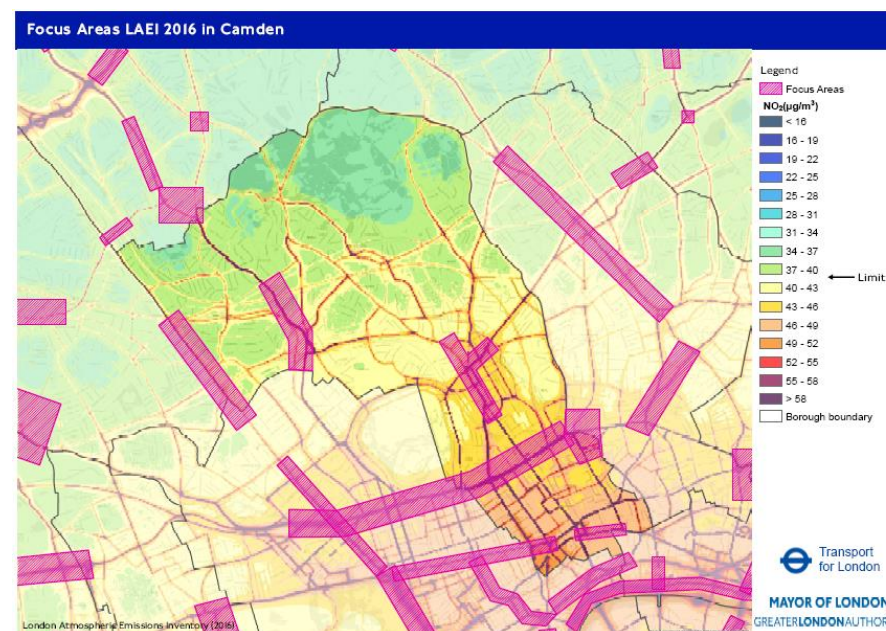 Focus Areas LAEI 2016 in Camden
Legend
Focus Areas
NO₂(µg/m³)
< 16
16 - 19
19 - 22
22 - 25
25 - 28
28 - 31
31 - 34
34 - 37
37 - 40
Limit
40 - 43
43 - 46
46 - 49
49 - 52
52 - 55
55 - 58
> 58
Borough boundary
Transport
for London
MAYOR OF LONDON
GREATERLONDONAUTHOR
London Atmospheric Emissions Inventory (2016)